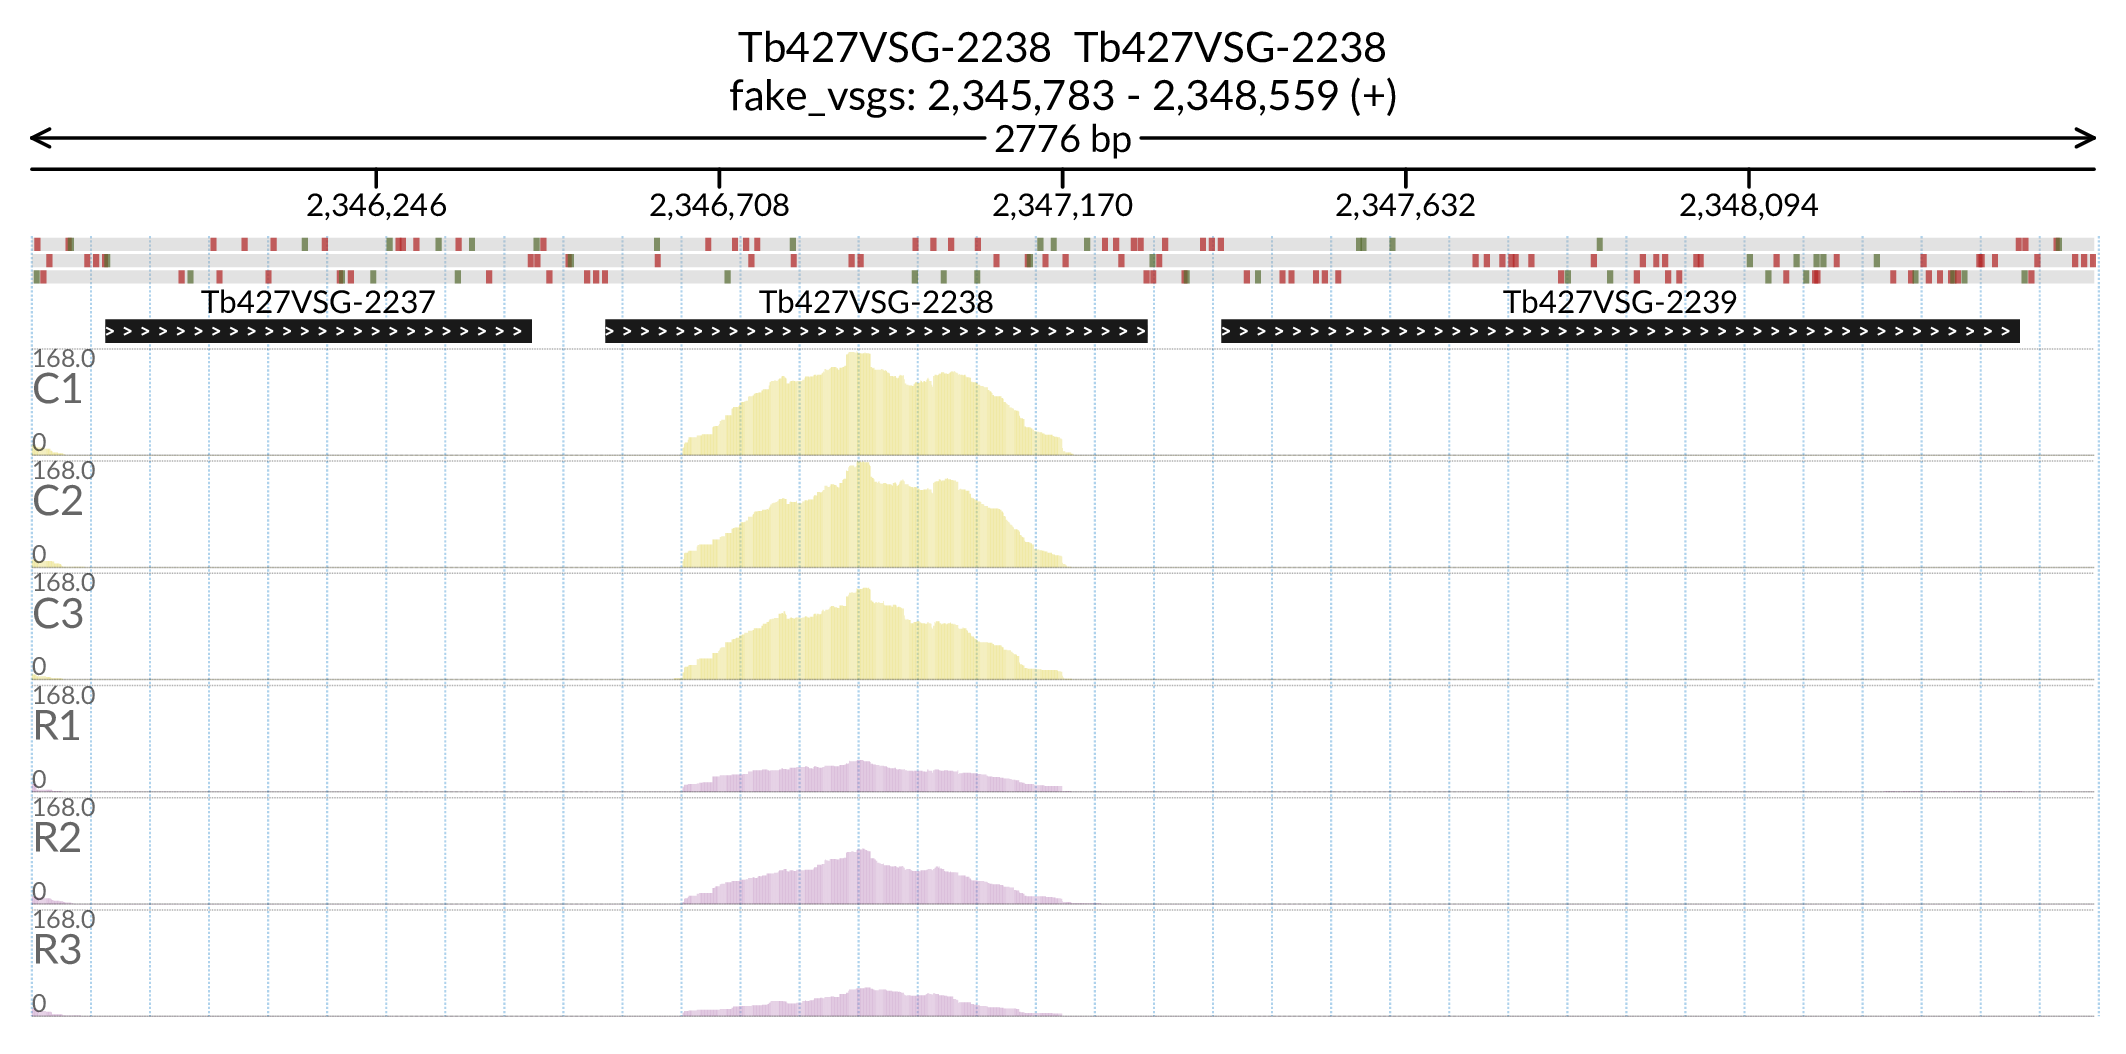 Tb427VSG-2238  Tb427VSG-2238
fake_vsgs: 2,345,783 - 2,348,559 (+)
2776 bp
2,346,246 2,346,708 2,347,170 2,347,632 2,348,094
Tb427VSG-2237 Tb427VSG-2238 Tb427VSG-2239
168.0
C1
0
168.0
C2
0
168.0
C3
0
168.0
R1
0
168.0
R2
0
168.0
R3
0